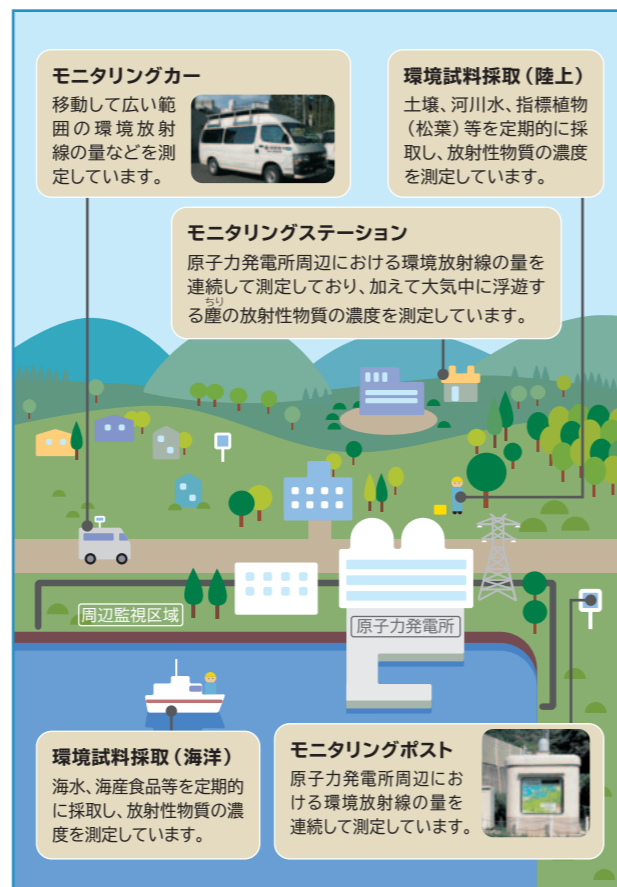 モニタリングカー
移動して広い範
囲の環境放射
線の量などを測
定しています。
環境試料採取（陸上）
土壌、河川水、指標植物
（松葉）等を定期的に採
取し、放射性物質の濃度
を測定しています。
モニタリングステーション
原子力発電所周辺における環境放射線の量を
連続して測定しており、加えて大気中に浮遊す
ちり
る塵の放射性物質の濃度を測定しています。
周辺監視区域
原子力発電所
環境試料採取（海洋）
海水、海産食品等を定期的
に採取し、放射性物質の濃
度を測定しています。
モニタリングポスト
原子力発電所周辺にお
ける環境放射線の量を
連続して測定しています。